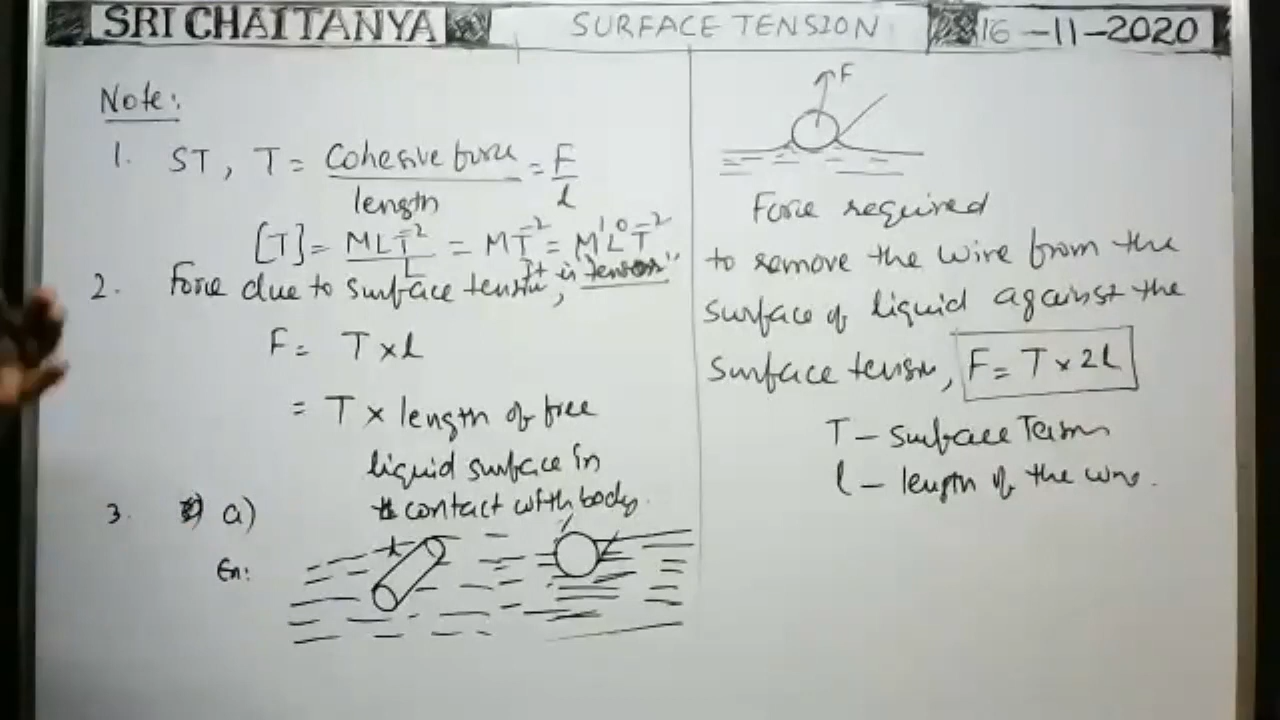 SRI CHAITANYA
SURFACE TENSION
16-11-2020
Note:
1. ST, T = Cohesive force / length = F / l
[T] = MLT⁻² / L = MT⁻² = M¹L⁰T⁻²
2. Force due to surface tension, It is "tensor"
F = T x l
= T x length of free
liquid surface in
contact with body.
3. a)
Ex:
l
F
Force required
to remove the wire from the
surface of liquid against the
surface tension, F = T x 2l
T - Surface Tension
l - length of the wire.